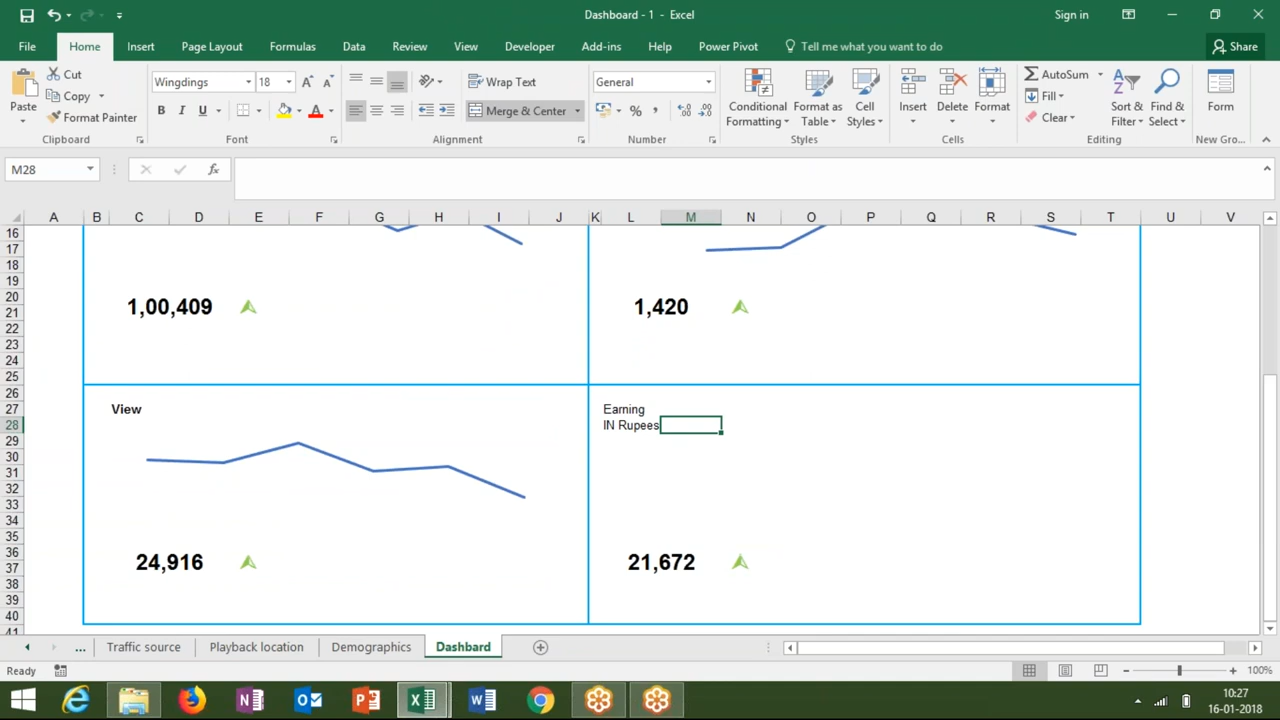 Dashboard - 1 - Excel
Sign in
File Home Insert Page Layout Formulas Data Review View Developer Add-ins Help Power Pivot Tell me what you want to do Share
Paste
Cut
Copy
Format Painter
Clipboard
Wingdings 18
B I U
Font
Wrap Text
Merge & Center
Alignment
General
Number
Conditional Formatting
Format as Table
Cell Styles
Styles
Insert Delete Format
Cells
AutoSum
Fill
Clear
Sort & Filter
Find & Select
Editing
Form
New Gro...
M28
fx
A B C D E F G H I J K L M N O P Q R S T U V
16
17
18
19
20
21
22
23
24
25
26
27
28
29
30
31
32
33
34
35
36
37
38
39
40
41
1,00,409
1,420
View
Earning
IN Rupees
24,916
21,672
... Traffic source Playback location Demographics Dashbard
Ready
100%
10:27
16-01-2018